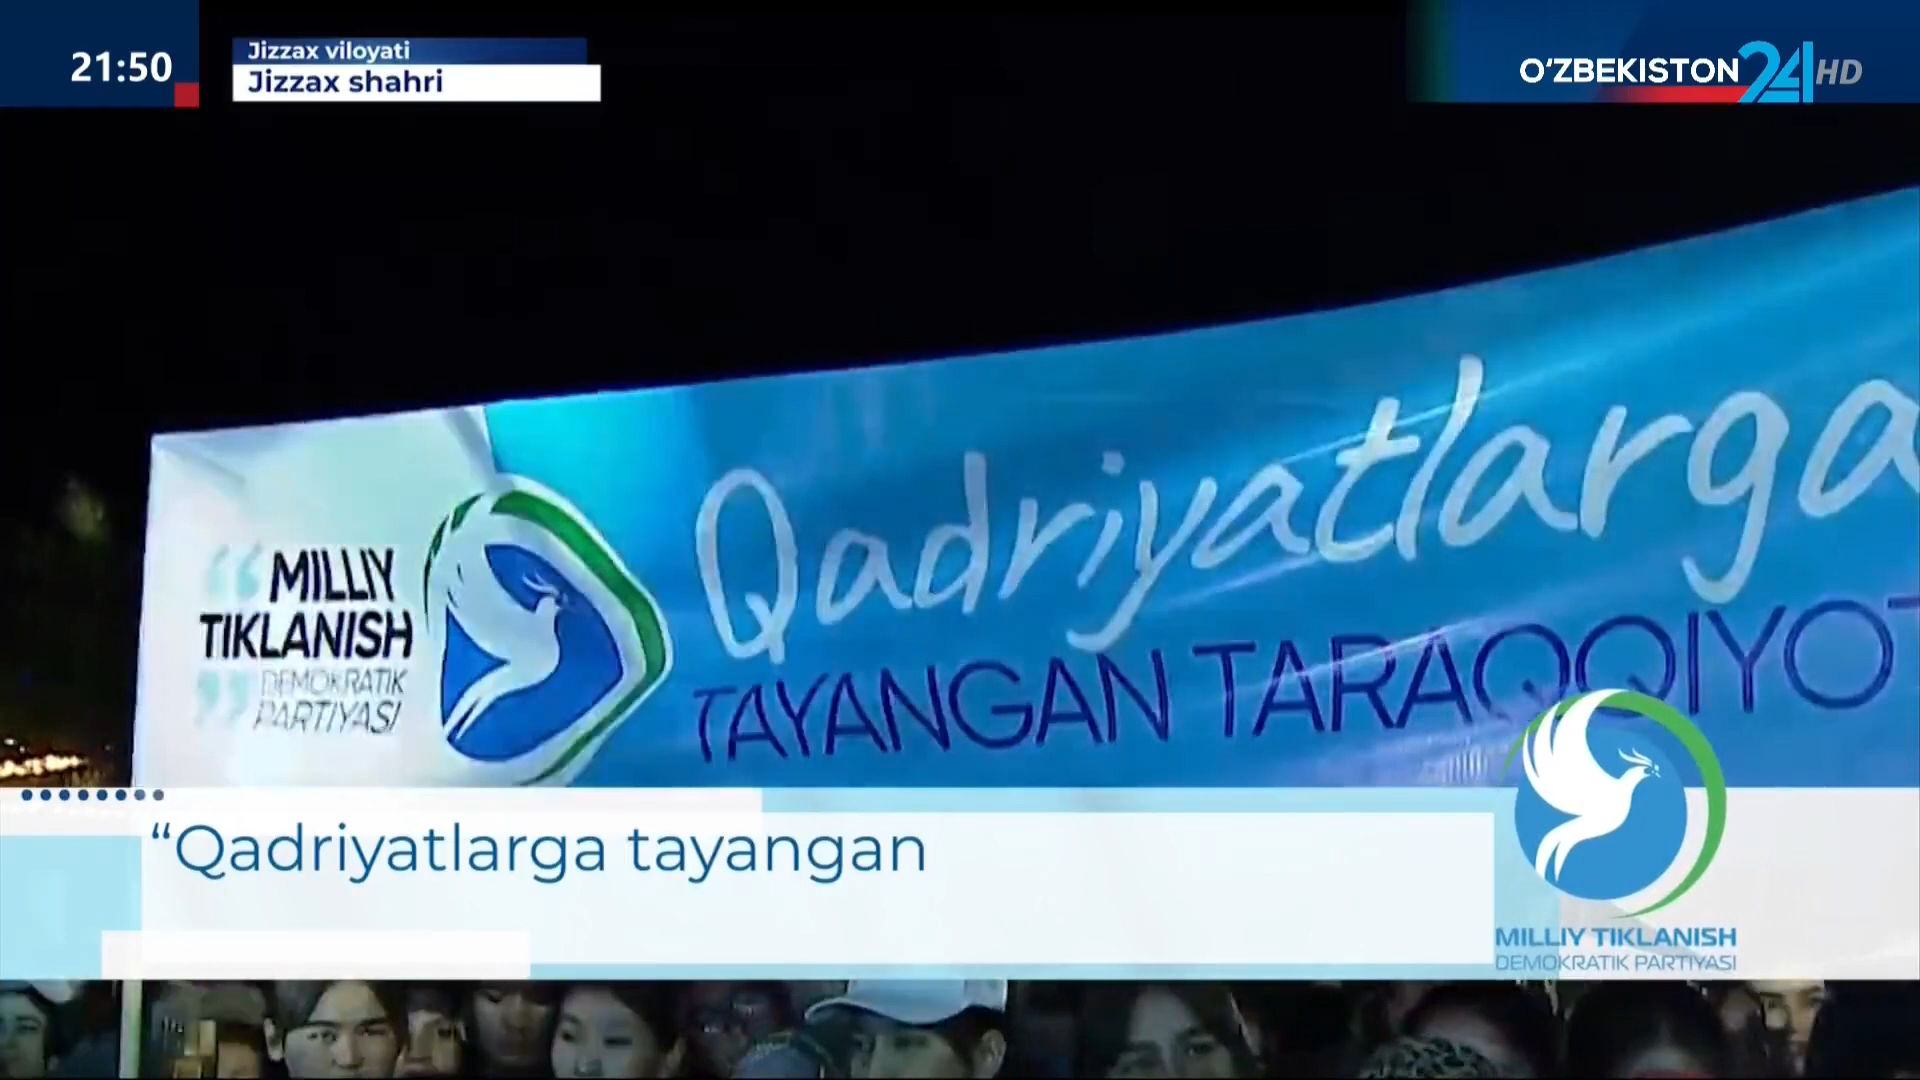 21:50
Jizzax viloyati
Jizzax shahri
O‘ZBEKISTON 24 HD
Qadriyatlarga
TAYANGAN TARAQQIYOT
“ MILLIY
TIKLANISH
” DEMOKRATIK
PARTIYASI
“Qadriyatlarga tayangan
MILLIY TIKLANISH
DEMOKRATIK PARTIYASI